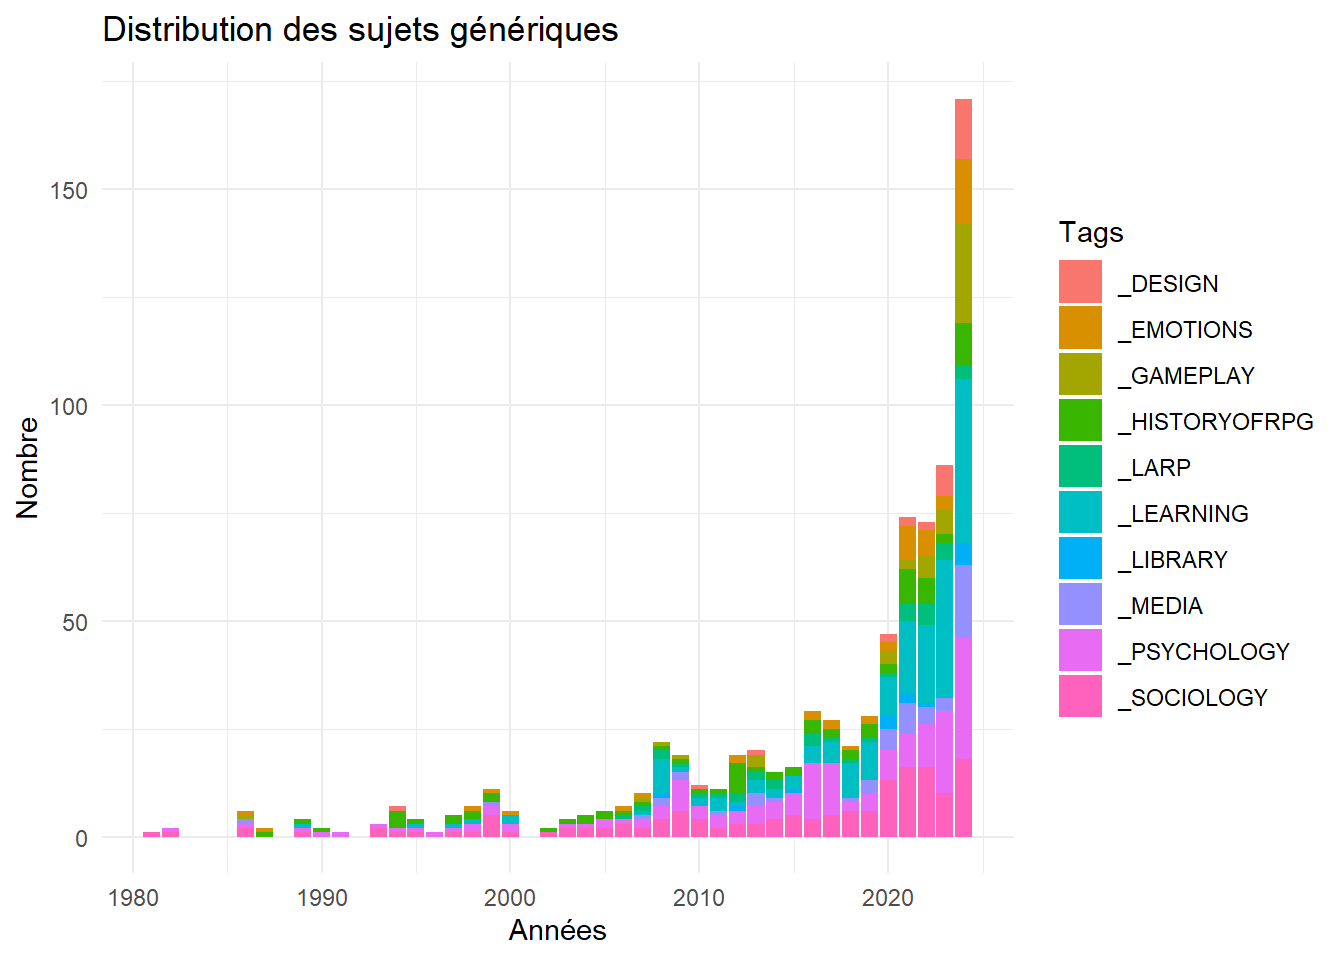 Distribution des sujets génériques
Nombre
150
100
50
0
1980
1990
2000
2010
2020
Années
Tags
_DESIGN
_EMOTIONS
_GAMEPLAY
_HISTORYOFRPG
_LARP
_LEARNING
_LIBRARY
_MEDIA
_PSYCHOLOGY
_SOCIOLOGY